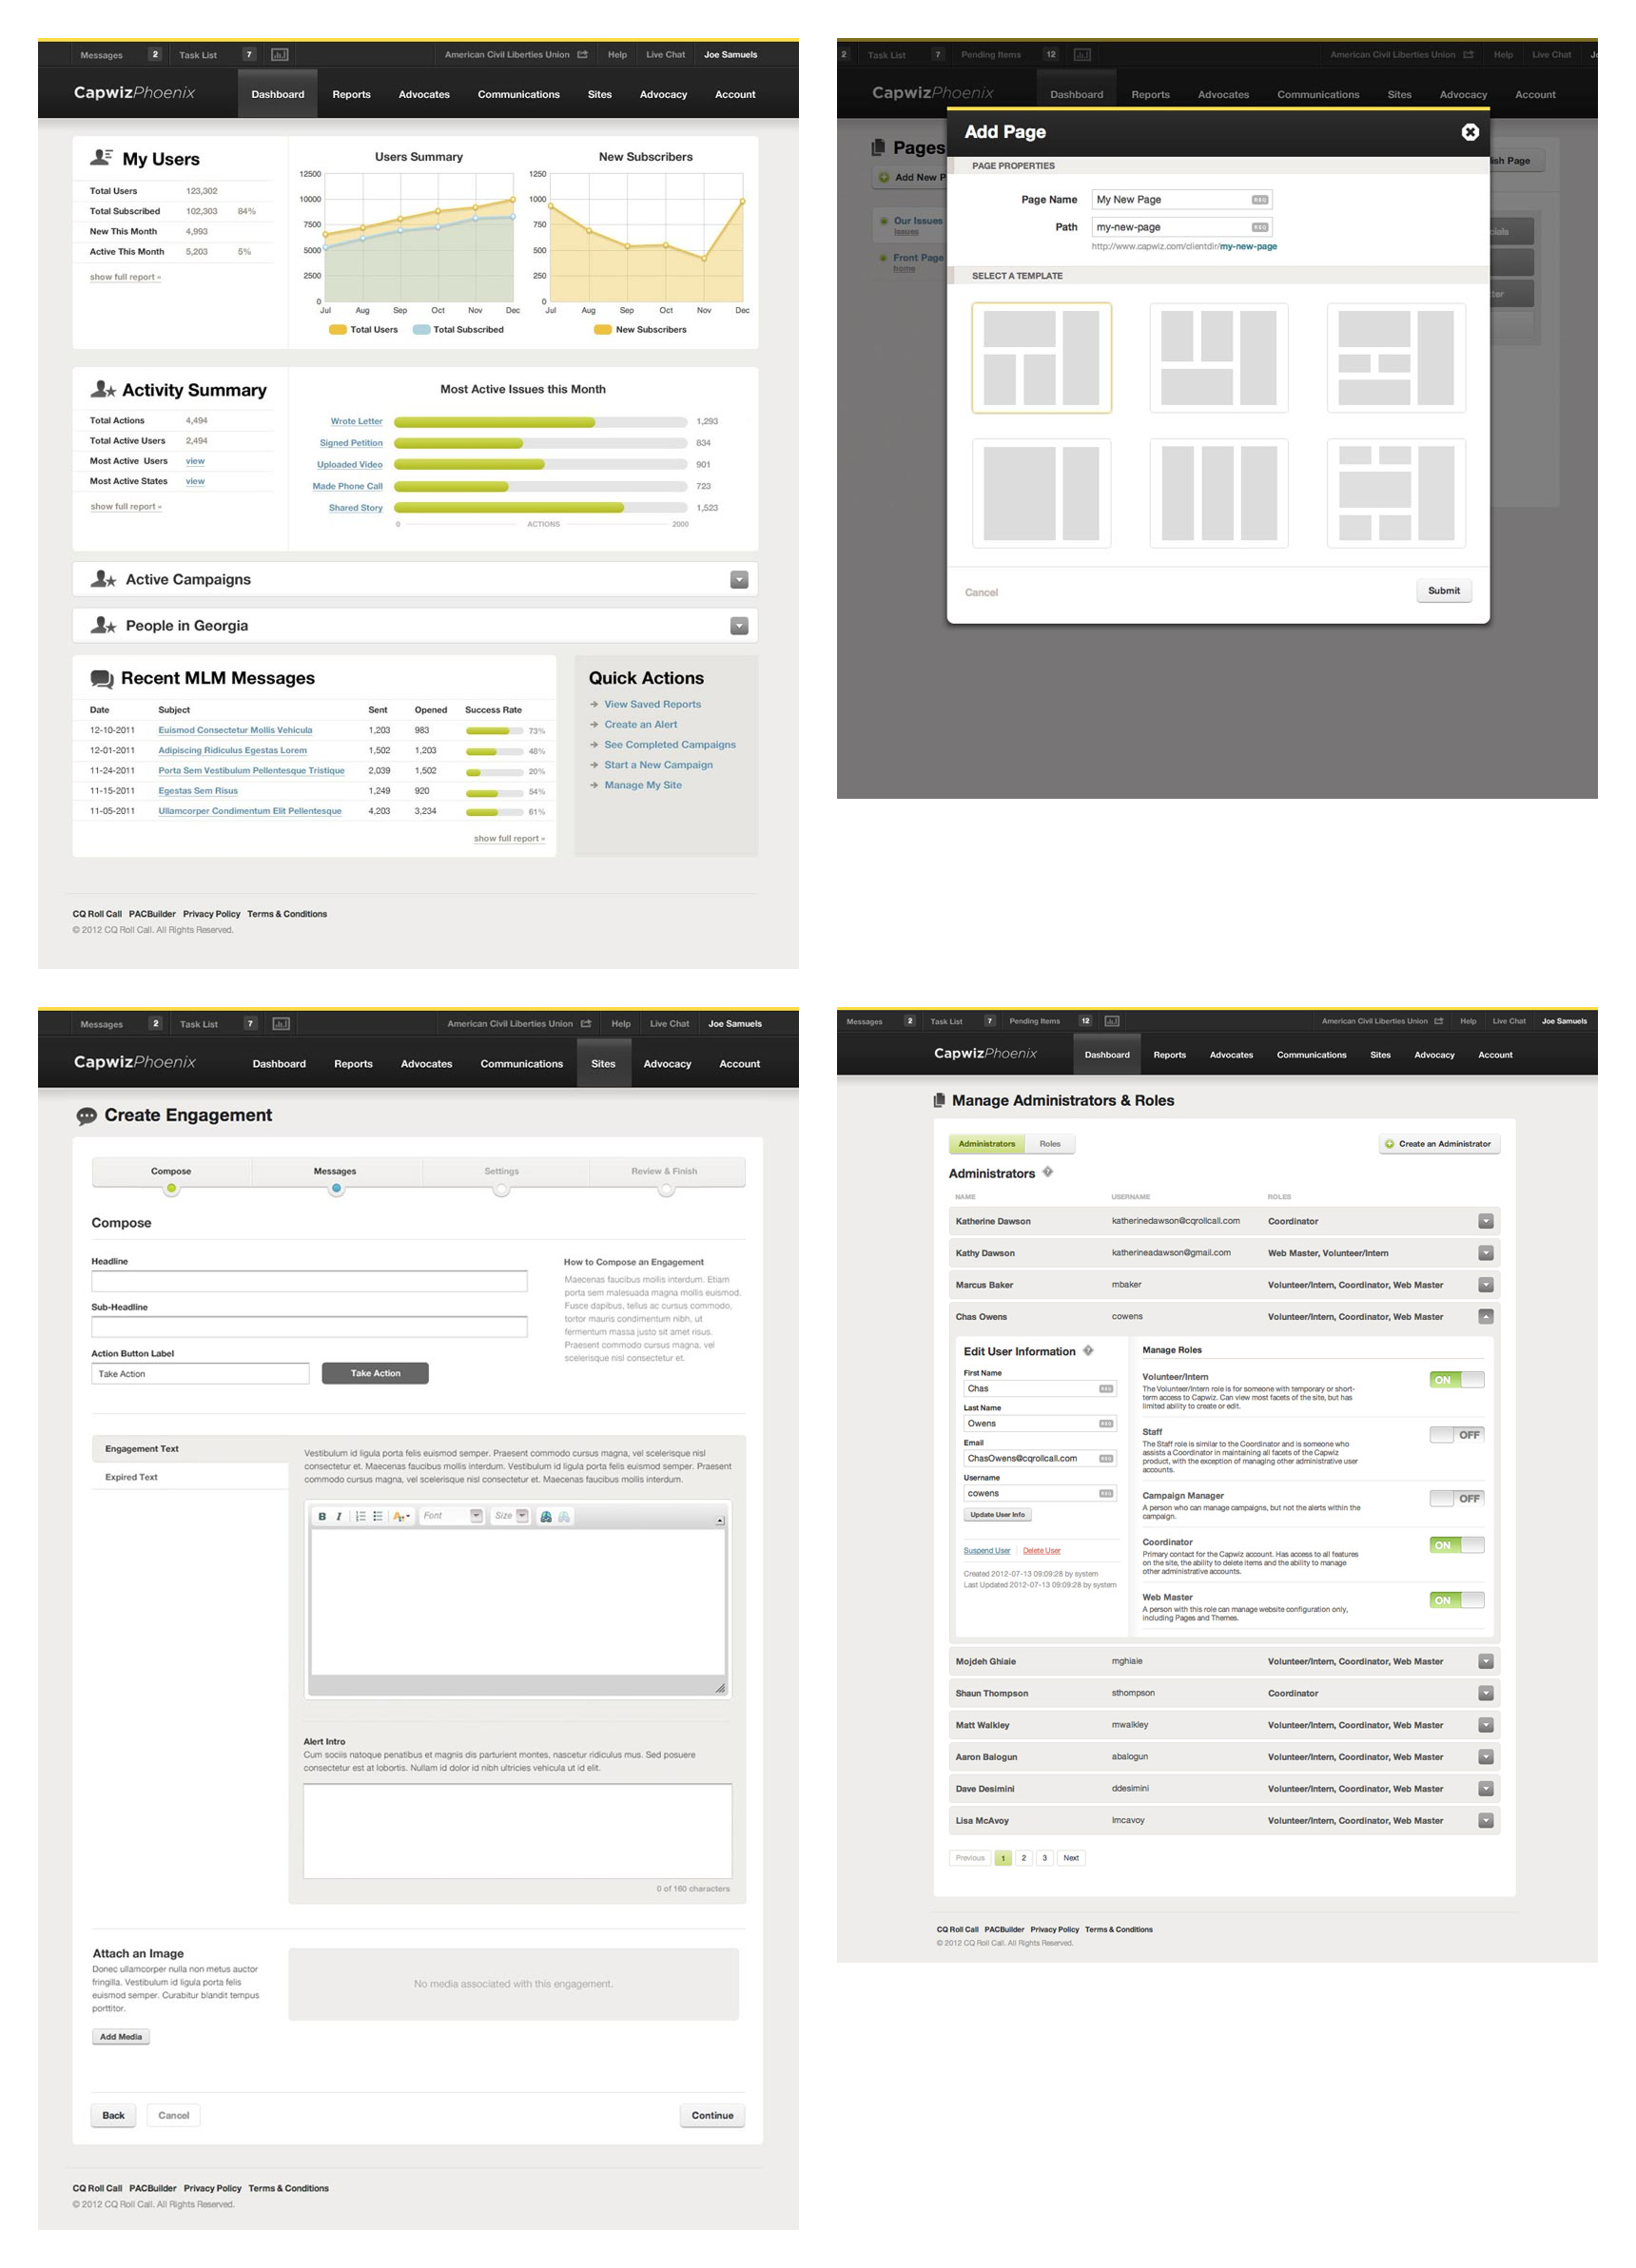 Messages 2 Task List 7 American Civil Liberties Union Help Live Chat Joe Samuels
CapwizPhoenix Dashboard Reports Advocates Communications Sites Advocacy Account
My Users
Total Users 123,302
Total Subscribed 102,303 84%
New This Month 4,993
Active This Month 5,203 5%
show full report »
Users Summary
12500
10000
7500
5000
2500
0
Jul Aug Sep Oct Nov Dec
Total Users Total Subscribed
New Subscribers
1250
1000
750
500
250
0
Jul Aug Sep Oct Nov Dec
New Subscribers
Activity Summary
Total Actions 4,494
Total Active Users 2,494
Most Active Users view
Most Active States view
show full report »
Most Active Issues this Month
Wrote Letter 1,293
Signed Petition 834
Uploaded Video 901
Made Phone Call 723
Shared Story 1,523
0 ACTIONS 2000
Active Campaigns
People in Georgia
Recent MLM Messages
Date Subject Sent Opened Success Rate
12-10-2011 Euismod Consectetur Mollis Vehicula 1,203 983 73%
12-01-2011 Adipiscing Ridiculus Egestas Lorem 1,502 1,203 48%
11-24-2011 Porta Sem Vestibulum Pellentesque Tristique 2,039 1,502 20%
11-15-2011 Egestas Sem Risus 1,249 920 54%
11-05-2011 Ullamcorper Condimentum Elit Pellentesque 4,203 3,234 61%
show full report »
Quick Actions
View Saved Reports
Create an Alert
See Completed Campaigns
Start a New Campaign
Manage My Site
CQ Roll Call PACBuilder Privacy Policy Terms & Conditions
© 2012 CQ Roll Call. All Rights Reserved.
2 Task List 7 Pending Items 12 American Civil Liberties Union Help Live Chat Jo
CapwizPhoenix Dashboard Reports Advocates Communications Sites Advocacy Account
Pages
Add New P
ish Page
Our Issues
Issues
Front Page
home
cials
ter
Add Page
PAGE PROPERTIES
Page Name My New Page REQ
Path my-new-page REQ
http://www.capwiz.com/clientdir/my-new-page
SELECT A TEMPLATE
Cancel Submit
Messages 2 Task List 7 American Civil Liberties Union Help Live Chat Joe Samuels
CapwizPhoenix Dashboard Reports Advocates Communications Sites Advocacy Account
Create Engagement
Compose Messages Settings Review & Finish
Compose
Headline
Sub-Headline
Action Button Label
Take Action Take Action
How to Compose an Engagement
Maecenas faucibus mollis interdum. Etiam
porta sem malesuada magna mollis euismod.
Fusce dapibus, tellus ac cursus commodo,
tortor mauris condimentum nibh, ut
fermentum massa justo sit amet risus.
Praesent commodo cursus magna, vel
scelerisque nisl consectetur et.
Engagement Text
Expired Text
Vestibulum id ligula porta felis euismod semper. Praesent commodo cursus magna, vel scelerisque nisl
consectetur et. Maecenas faucibus mollis interdum. Vestibulum id ligula porta felis euismod semper. Praesent
commodo cursus magna, vel scelerisque nisl consectetur et. Maecenas faucibus mollis interdum.
B I A Font Size
Alert Intro
Cum sociis natoque penatibus et magnis dis parturient montes, nascetur ridiculus mus. Sed posuere
consectetur est at lobortis. Nullam id dolor id nibh ultricies vehicula ut id elit.
0 of 160 characters
Attach an Image
Donec ullamcorper nulla non metus auctor
fringilla. Vestibulum id ligula porta felis
euismod semper. Curabitur blandit tempus
porttitor.
Add Media
No media associated with this engagement.
Back Cancel Continue
CQ Roll Call PACBuilder Privacy Policy Terms & Conditions
© 2012 CQ Roll Call. All Rights Reserved.
Messages 2 Task List 7 Pending Items 12 American Civil Liberties Union Help Live Chat Joe Samuels
CapwizPhoenix Dashboard Reports Advocates Communications Sites Advocacy Account
Manage Administrators & Roles
Administrators Roles Create an Administrator
Administrators ?
NAME USERNAME ROLES
Katherine Dawson katherinedawson@cqrollcall.com Coordinator
Kathy Dawson katherineadawson@gmail.com Web Master, Volunteer/Intern
Marcus Baker mbaker Volunteer/Intern, Coordinator, Web Master
Chas Owens cowens Volunteer/Intern, Coordinator, Web Master
Edit User Information ?
First Name
Chas REQ
Last Name
Owens REQ
Email
ChasOwens@cqrollcall.com REQ
Username
cowens REQ
Update User Info
Suspend User Delete User
Created 2012-07-13 09:09:28 by system
Last Updated 2012-07-13 09:09:28 by system
Manage Roles
Volunteer/Intern ON
The Volunteer/Intern role is for someone with temporary or short-
term access to Capwiz. Can view most facets of the site, but has
limited ability to create or edit.
Staff OFF
The Staff role is similar to the Coordinator and is someone who
assists a Coordinator in maintaining all facets of the Capwiz
product, with the exception of managing other administrative user
accounts.
Campaign Manager OFF
A person who can manage campaigns, but not the alerts within the
campaign.
Coordinator ON
Primary contact for the Capwiz account. Has access to all features
on the site, the ability to delete items and the ability to manage
other administrative accounts.
Web Master ON
A person with this role can manage website configuration only,
including Pages and Themes.
Mojdeh Ghiaie mghiaie Volunteer/Intern, Coordinator, Web Master
Shaun Thompson sthompson Coordinator
Matt Walkley mwalkley Volunteer/Intern, Coordinator, Web Master
Aaron Balogun abalogun Volunteer/Intern, Coordinator, Web Master
Dave Desimini ddesimini Volunteer/Intern, Coordinator, Web Master
Lisa McAvoy lmcavoy Volunteer/Intern, Coordinator, Web Master
Previous 1 2 3 Next
CQ Roll Call PACBuilder Privacy Policy Terms & Conditions
© 2012 CQ Roll Call. All Rights Reserved.